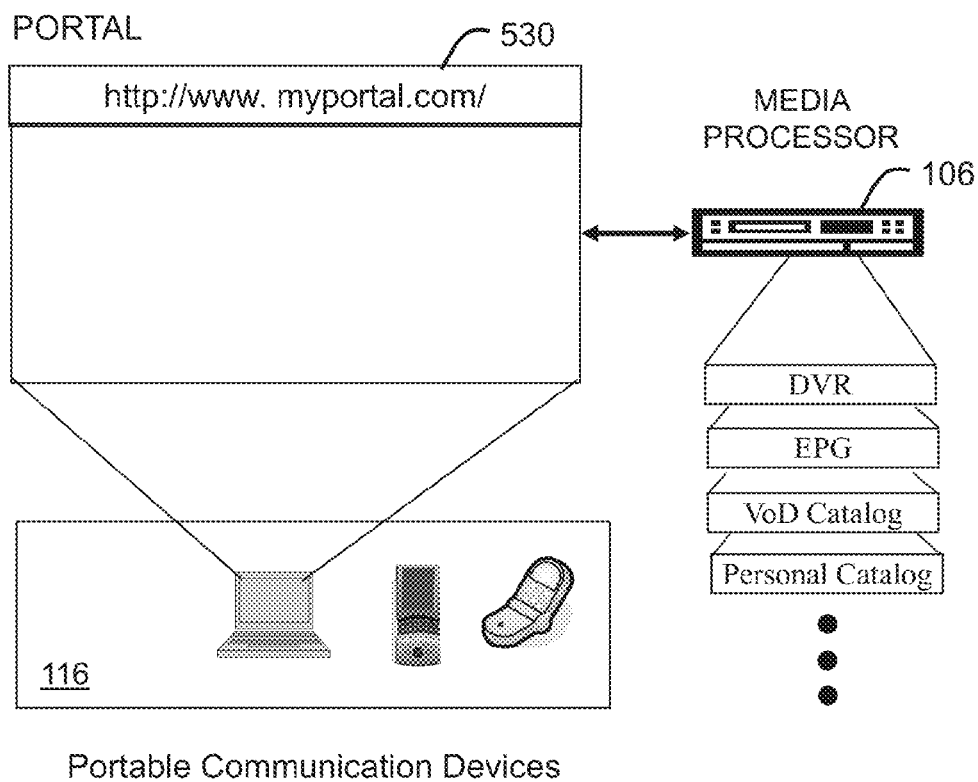 PORTAL
530
http://www. myportal.com/
MEDIA
PROCESSOR
106
DVR
EPG
VoD Catalog
Personal Catalog
116
Portable Communication Devices